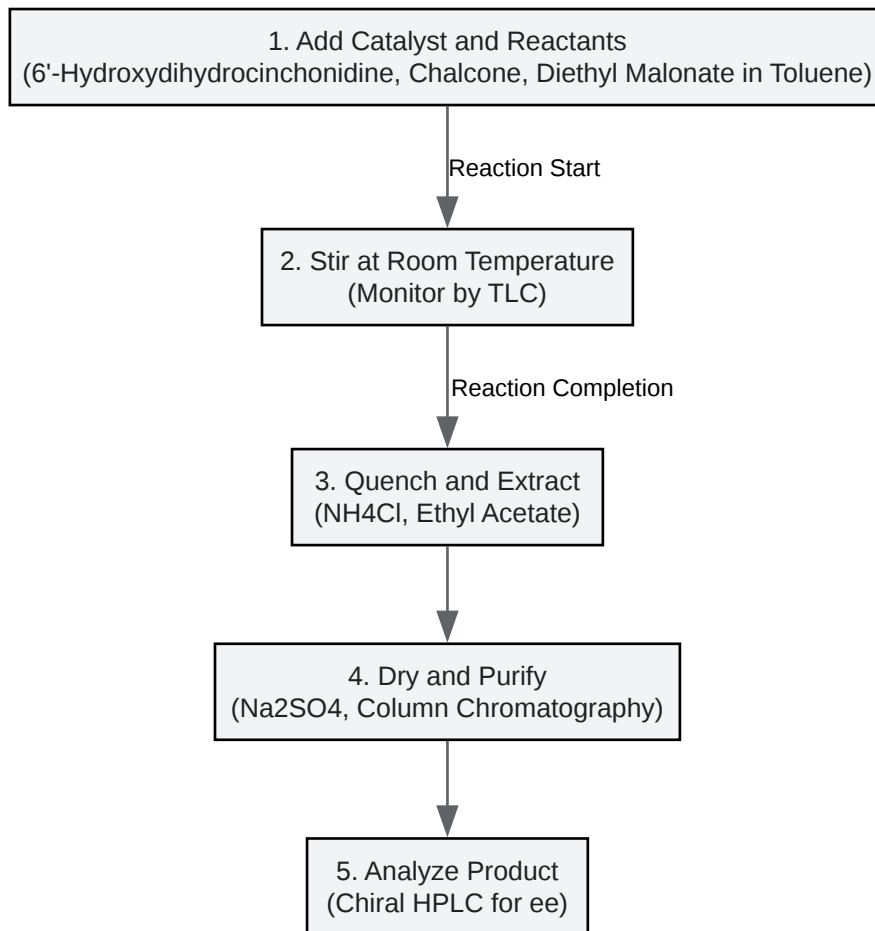 1. Add Catalyst and Reactants
(6'-Hydroxydihydrocinchonidine, Chalcone, Diethyl Malonate in Toluene)
Reaction Start
2. Stir at Room Temperature
(Monitor by TLC)
Reaction Completion
3. Quench and Extract
(NH4Cl, Ethyl Acetate)
4. Dry and Purify
(Na2SO4, Column Chromatography)
5. Analyze Product
(Chiral HPLC for ee)